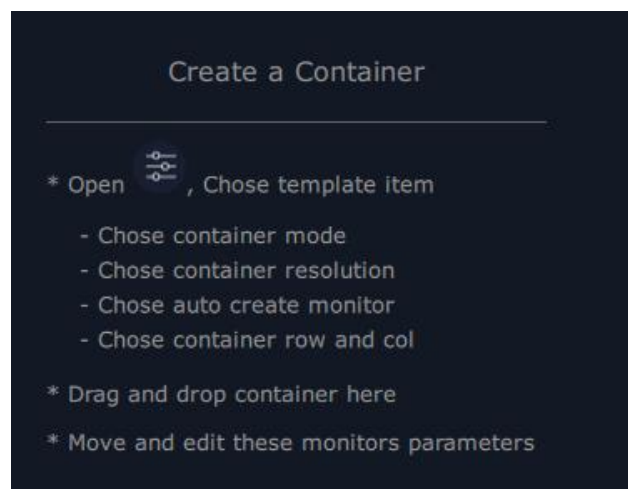 Create a Container
* Open , Chose template item
- Chose container mode
- Chose container resolution
- Chose auto create monitor
- Chose container row and col
* Drag and drop container here
* Move and edit these monitors parameters